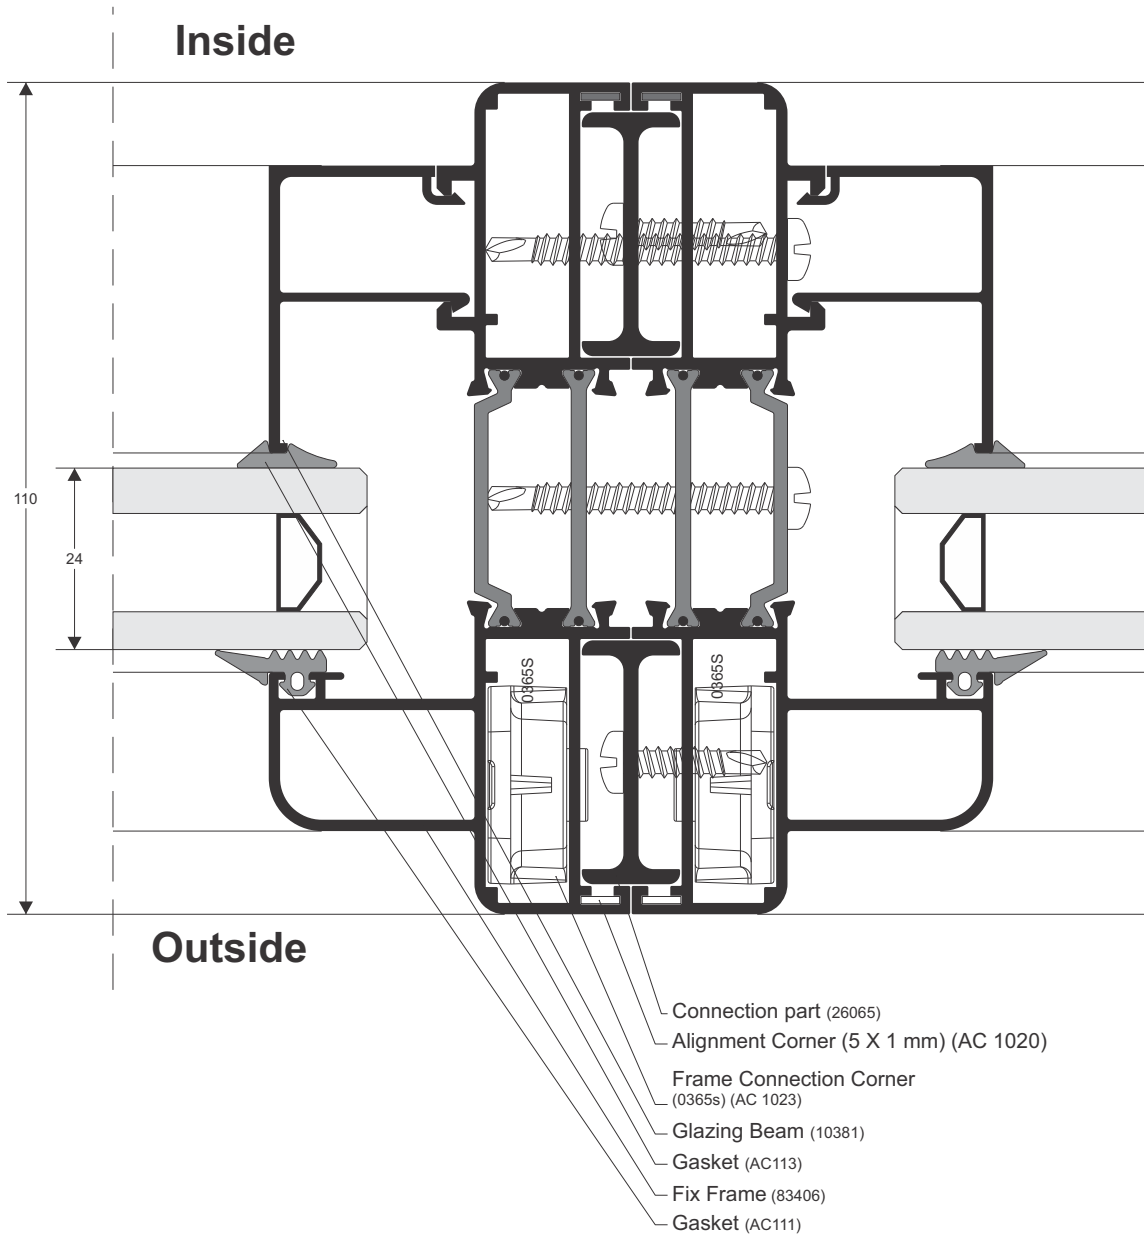 Inside
110
24
0365S
0365S
Outside
Connection part (26065)
Alignment Corner (5 X 1 mm) (AC 1020)
Frame Connection Corner
(0365s) (AC 1023)
Glazing Beam (10381)
Gasket (AC113)
Fix Frame (83406)
Gasket (AC111)